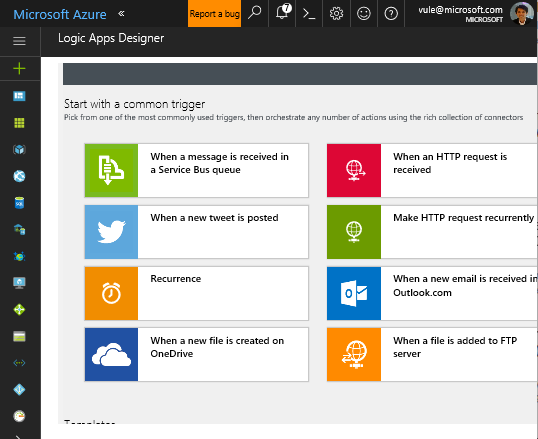 Microsoft Azure «
Report a bug
7
vule@microsoft.com
MICROSOFT
Logic Apps Designer
Start with a common trigger
Pick from one of the most commonly used triggers, then orchestrate any number of actions using the rich collection of connectors
When a message is received in
a Service Bus queue
When an HTTP request is
received
When a new tweet is posted
Make HTTP request recurrently
Recurrence
When a new email is received in
Outlook.com
When a new file is created on
OneDrive
When a file is added to FTP
server
Templates